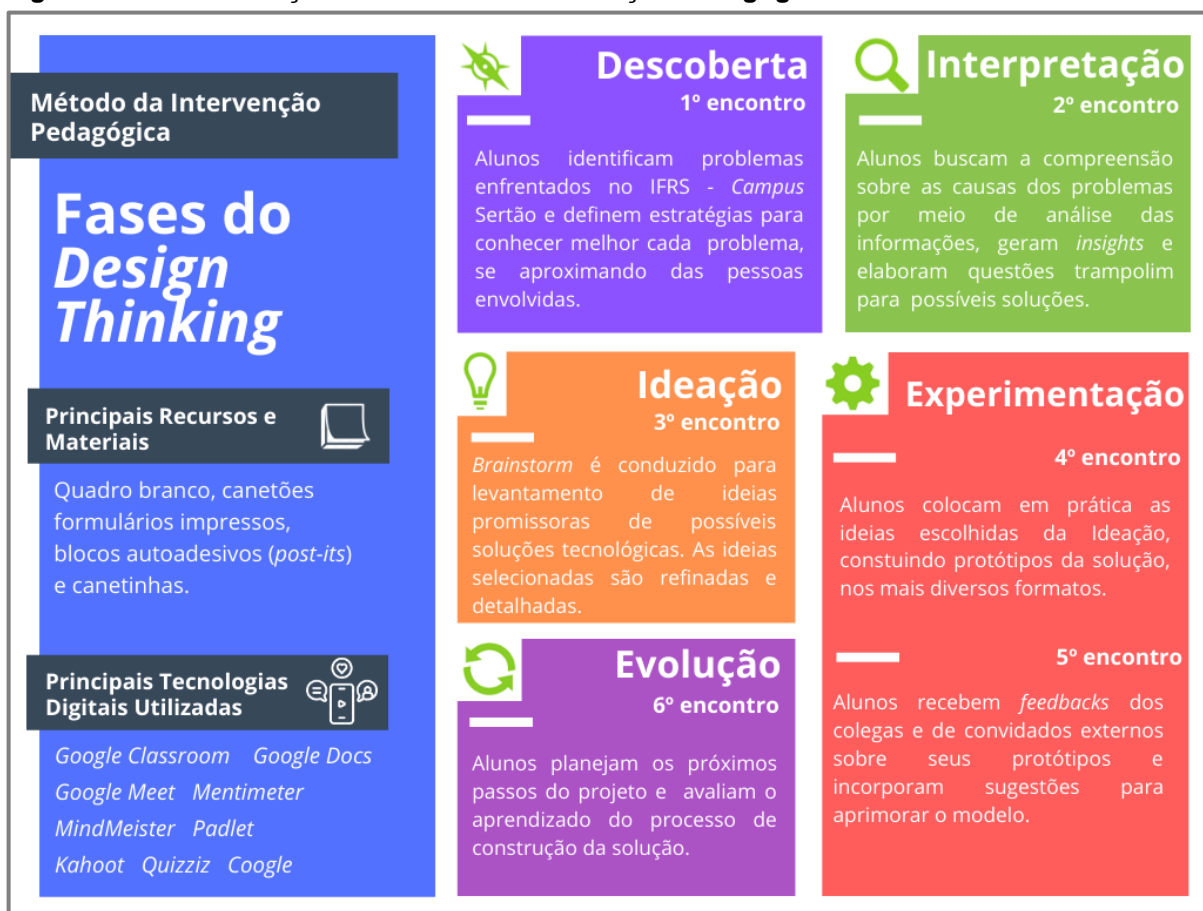 Método da Intervenção
Pedagógica
Fases do
Design
Thinking
Principais Recursos e
Materiais
Quadro branco, canetões
formulários impressos,
blocos autoadesivos (post-its)
e canetinhas.
Principais Tecnologias
Digitais Utilizadas
Google Classroom Google Docs
Google Meet Mentimeter
MindMeister Padlet
Kahoot Quizziz Coogle
Descoberta
1º encontro
Alunos identificam problemas
enfrentados no IFRS - Campus
Sertão e definem estratégias para
conhecer melhor cada problema,
se aproximando das pessoas
envolvidas.
Interpretação
2º encontro
Alunos buscam a compreensão
sobre as causas dos problemas
por meio de análise das
informações, geram insights e
elaboram questões trampolim
para possíveis soluções.
Ideação
3º encontro
Brainstorm é conduzido para
levantamento de ideias
promissoras de possíveis
soluções tecnológicas. As ideias
selecionadas são refinadas e
detalhadas.
Experimentação
4º encontro
Alunos colocam em prática as
ideias escolhidas da Ideação,
constuindo protótipos da solução,
nos mais diversos formatos.
5º encontro
Alunos recebem feedbacks dos
colegas e de convidados externos
sobre seus protótipos e
incorporam sugestões para
aprimorar o modelo.
Evolução
6º encontro
Alunos planejam os próximos
passos do projeto e avaliam o
aprendizado do processo de
construção da solução.